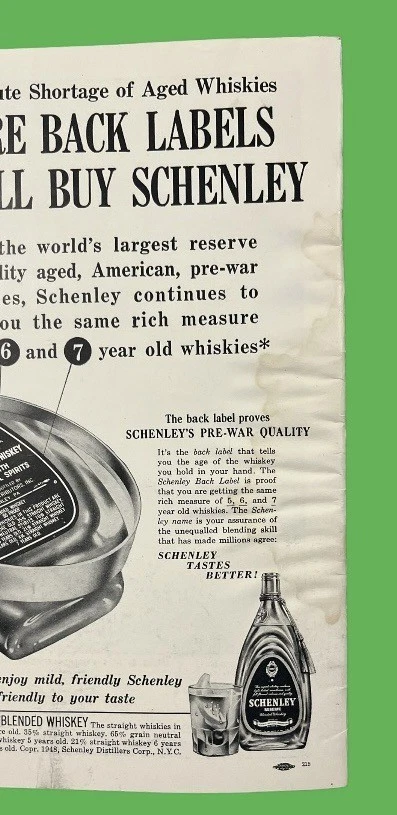 ute Shortage of Aged Whiskies
RE BACK LABELS
LL BUY SCHENLEY
the world's largest reserve
lity aged, American, pre-war
es, Schenley continues to
ou the same rich measure
6 and 7 year old whiskies*
The back label proves
SCHENLEY'S PRE-WAR QUALITY
It's the back label that tells
you the age of the whiskey
you hold in your hand. The
Schenley Back Label is proof
that you are getting the same
rich measure of 5, 6, and 7
year old whiskies. The Schen-
ley name is your assurance of
the unequalled blending skill
that has made millions agree:
SCHENLEY
TASTES
BETTER!
SCHENLEY
RESERVE
enjoy mild, friendly Schenley
friendly to your taste
BLENDED WHISKEY The straight whiskies in
re old. 35% straight whiskey. 65% grain neutral
whiskey 5 years old. 21% straight whiskey 6 years
s old. Copr. 1948, Schenley Distillers Corp., N.Y.C.